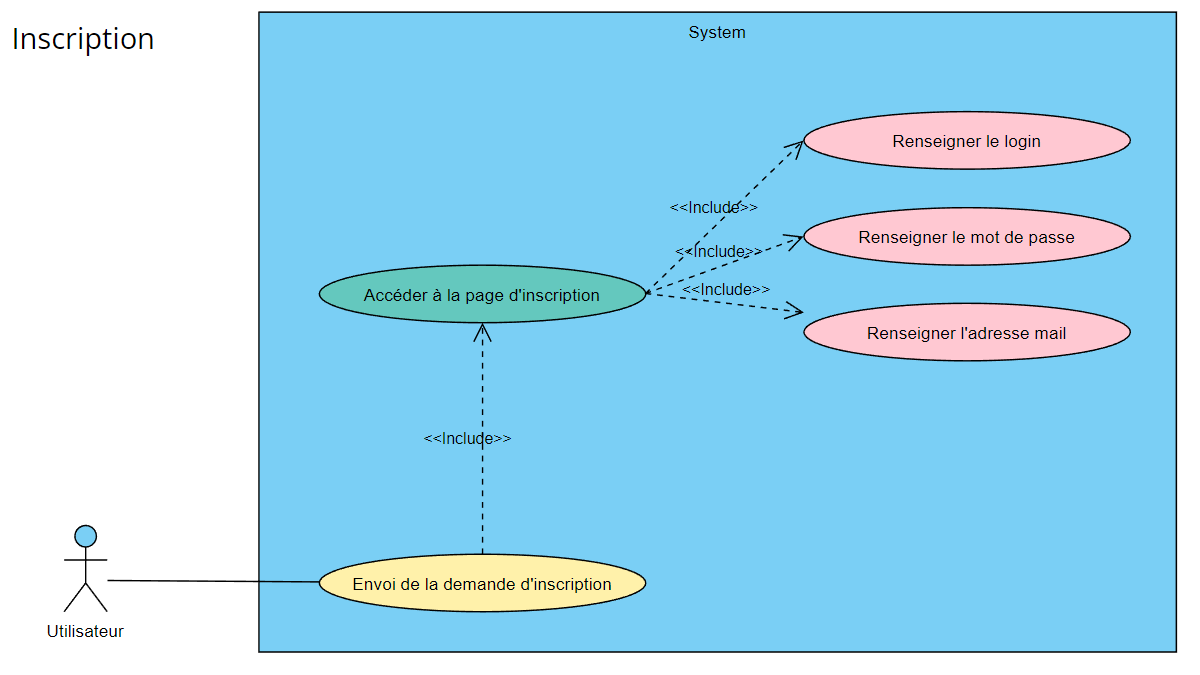 Inscription
System
Renseigner le login
<<Include>>
Renseigner le mot de passe
<<Include>>
<<Include>>
Accéder à la page d'inscription
Renseigner l'adresse mail
<<Include>>
Envoi de la demande d'inscription
Utilisateur